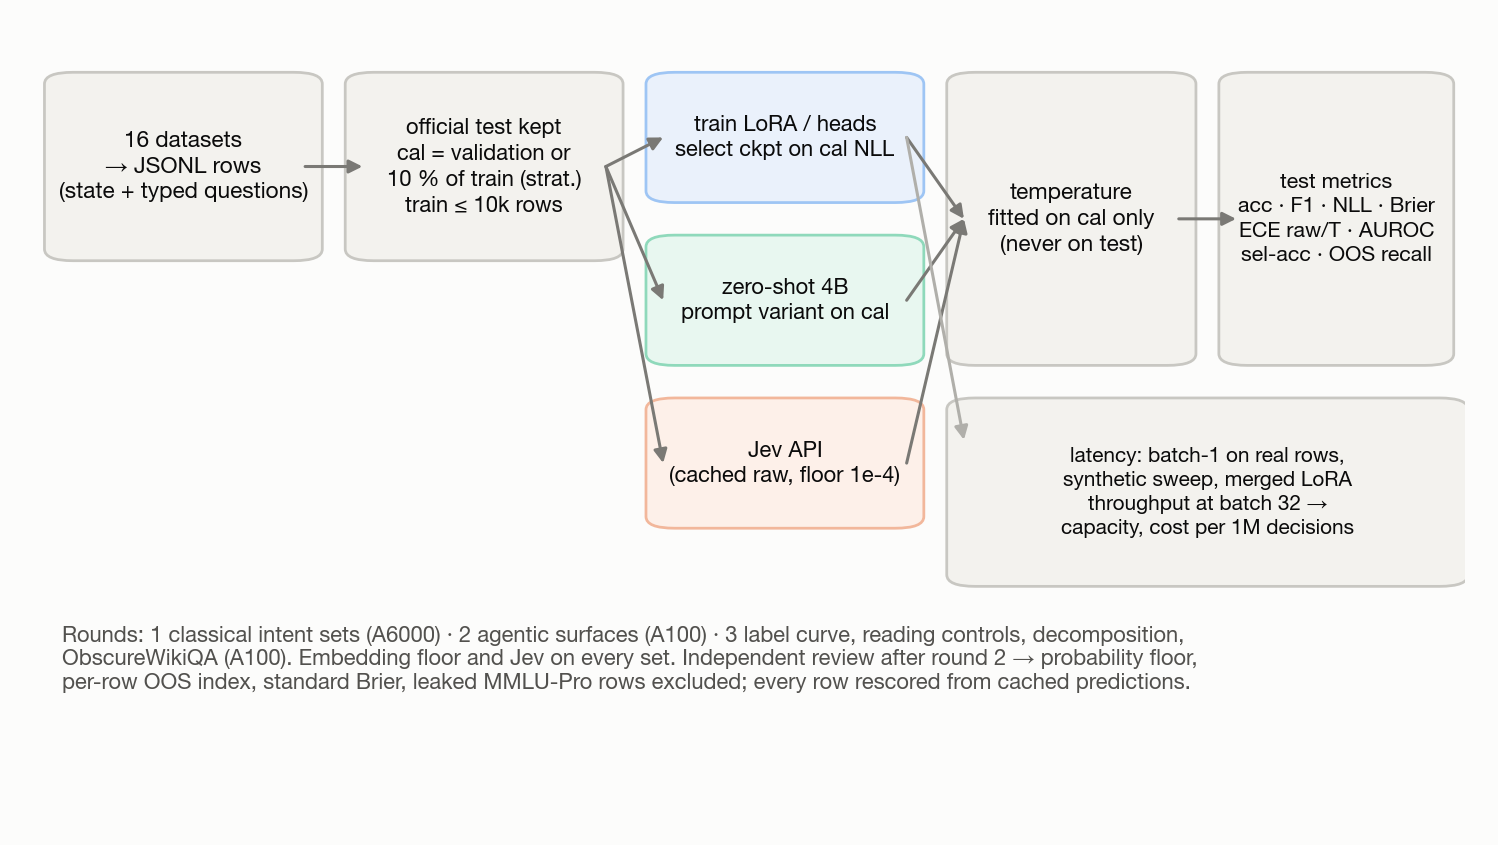 16 datasets
→ JSONL rows
(state + typed questions)
official test kept
cal = validation or
10 % of train (strat.)
train ≤ 10k rows
train LoRA / heads
select ckpt on cal NLL
zero-shot 4B
prompt variant on cal
Jev API
(cached raw, floor 1e-4)
temperature
fitted on cal only
(never on test)
test metrics
acc · F1 · NLL · Brier
ECE raw/T · AUROC
sel-acc · OOS recall
latency: batch-1 on real rows,
synthetic sweep, merged LoRA
throughput at batch 32 →
capacity, cost per 1M decisions
Rounds: 1 classical intent sets (A6000) · 2 agentic surfaces (A100) · 3 label curve, reading controls, decomposition,
ObscureWikiQA (A100). Embedding floor and Jev on every set. Independent review after round 2 → probability floor,
per-row OOS index, standard Brier, leaked MMLU-Pro rows excluded; every row rescored from cached predictions.